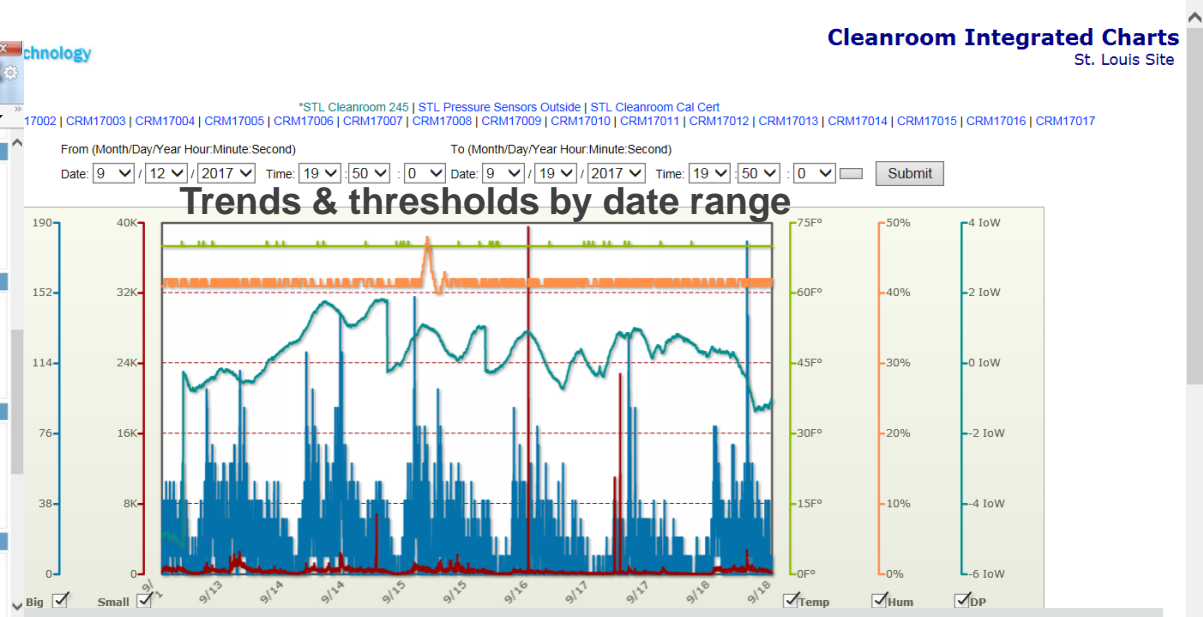 Cleanroom Integrated Charts
St. Louis Site
chnology
*STL Cleanroom 245 | STL Pressure Sensors Outside | STL Cleanroom Cal Cert
17002 | CRM17003 | CRM17004 | CRM17005 | CRM17006 | CRM17007 | CRM17008 | CRM17009 | CRM17010 | CRM17011 | CRM17012 | CRM17013 | CRM17014 | CRM17015 | CRM17016 | CRM17017
From (Month/Day/Year Hour:Minute:Second) To (Month/Day/Year Hour:Minute:Second)
Date: 9 / 12 / 2017 Time: 19 : 50 : 0 Date: 9 / 19 / 2017 Time: 19 : 50 : 0 Submit
Trends & thresholds by date range
190 40K 75F° 50% 4 IoW
152 32K 60F° 40% 2 IoW
114 24K 45F° 30% 0 IoW
76 16K 30F° 20% -2 IoW
38 8K 15F° 10% -4 IoW
0 0 0F° 0% -6 IoW
9/1 9/13 9/14 9/14 9/15 9/15 9/16 9/17 9/17 9/18 9/18
Big Small Temp Hum DP